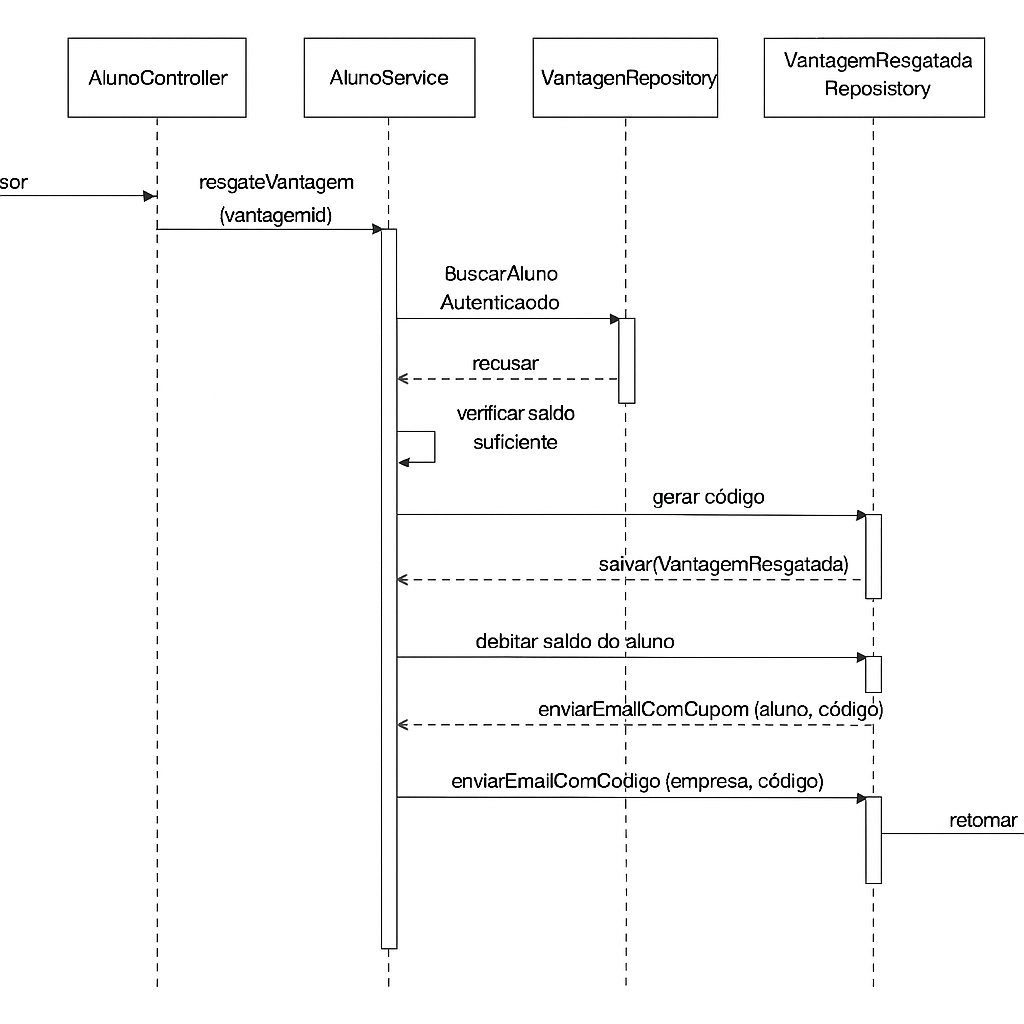 AlunoController
AlunoService
VantagenRepository
VantagemResgatada
Reposistory
sor
resgateVantagem
(vantagemid)
BuscarAluno
Autenticaodo
recusar
verificar saldo
suficiente
gerar código
saivar(VantagemResgatada)
debitar saldo do aluno
enviarEmallComCupom (aluno, código)
enviarEmailComCodigo (empresa, código)
retomar